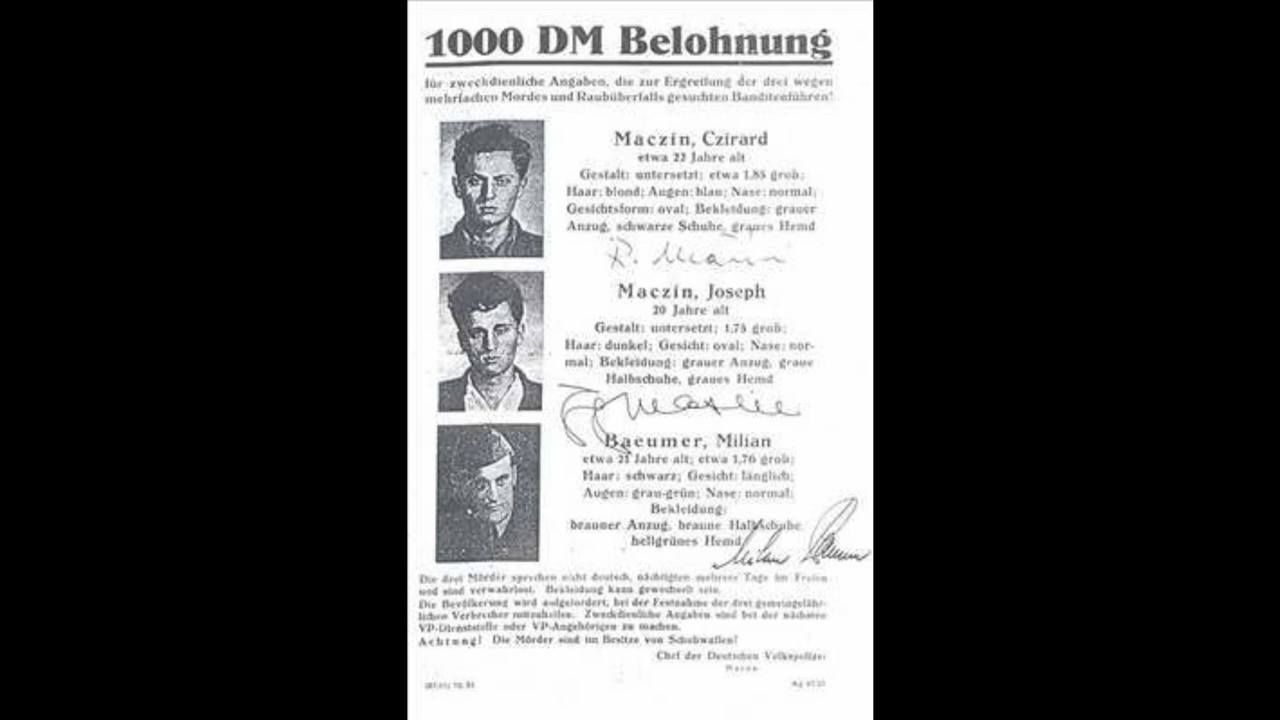 1000 DM Belohnung
für zweckdienliche Angaben, die zur Ergreifung der drei wegen
mehrfachen Mordes und Raubüberfalls gesuchten Banditenführer!
Maczin, Czirard
etwa 22 Jahre alt
Gestalt: untersetzt; etwa 1,85 groß;
Haar: blond; Augen: blau; Nase: normal;
Gesichtsform: oval; Bekleidung: grauer
Anzug, schwarze Schuhe, graues Hemd
R. Maczin
Maczin, Joseph
20 Jahre alt
Gestalt: untersetzt; 1,75 groß;
Haar: dunkel; Gesicht: oval; Nase: nor-
mal; Bekleidung: grauer Anzug, graue
Halbschuhe, graues Hemd
Baeumer, Milian
etwa 21 Jahre alt; etwa 1,76 groß;
Haar: schwarz; Gesicht: länglich;
Augen: grau-grün; Nase: normal;
Bekleidung:
brauner Anzug, braune Halbschuhe
hellgrünes Hemd
Milan
Die drei Mörder sprechen nicht deutsch, nächtigten mehrere Tage im Freien
und sind verwahrlost. Bekleidung kann gewechselt sein.
Die Bevölkerung wird aufgefordert, bei der Festnahme der drei gemeingefähr-
lichen Verbrecher mitzuhelfen. Zweckdienliche Angaben sind bei der nächsten
VP-Dienststelle oder VP-Angehörigen zu machen.
Achtung! Die Mörder sind im Besitze von Schußwaffen!
Chef der Deutschen Volkspolizei